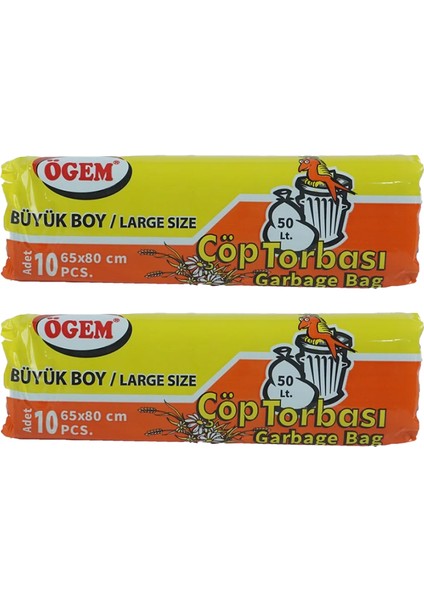 ÖGEM®
BÜYÜK BOY / LARGE SIZE
50
Lt.
Adet 10 65x80 cm
PCS.
Çöp Torbası
Garbage Bag
ÖGEM®
BÜYÜK BOY / LARGE SIZE
50
Lt.
Adet 10 65x80 cm
PCS.
Çöp Torbası
Garbage Bag